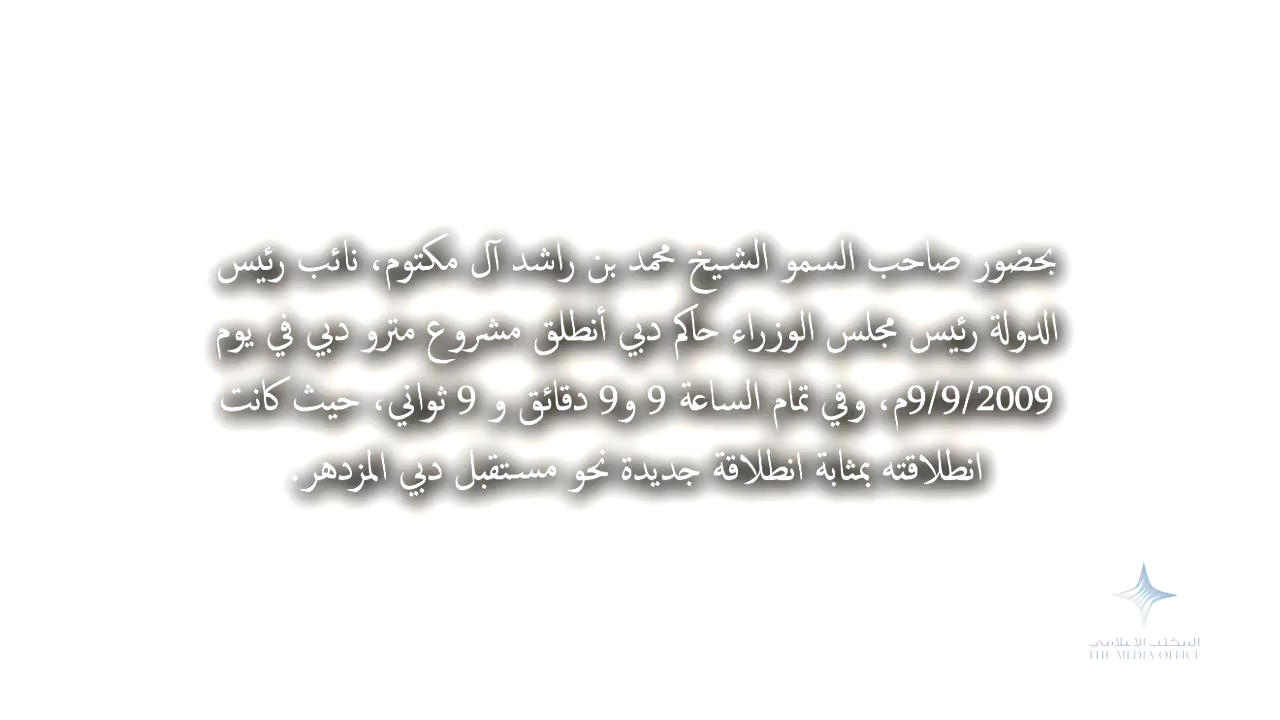 بحضور صاحب السمو الشيخ محمد بن راشد آل مكتوم، نائب رئيس
الدولة رئيس مجلس الوزراء حاكم دبي أنطلق مشروع مترو دبي في يوم
9/9/2009م، وفي تمام الساعة 9 و9 دقائق و 9 ثواني، حيث كانت
انطلاقته بمثابة انطلاقة جديدة نحو مستقبل دبي المزدهر.
المكتب الاعلامي
THE MEDIA OFFICE